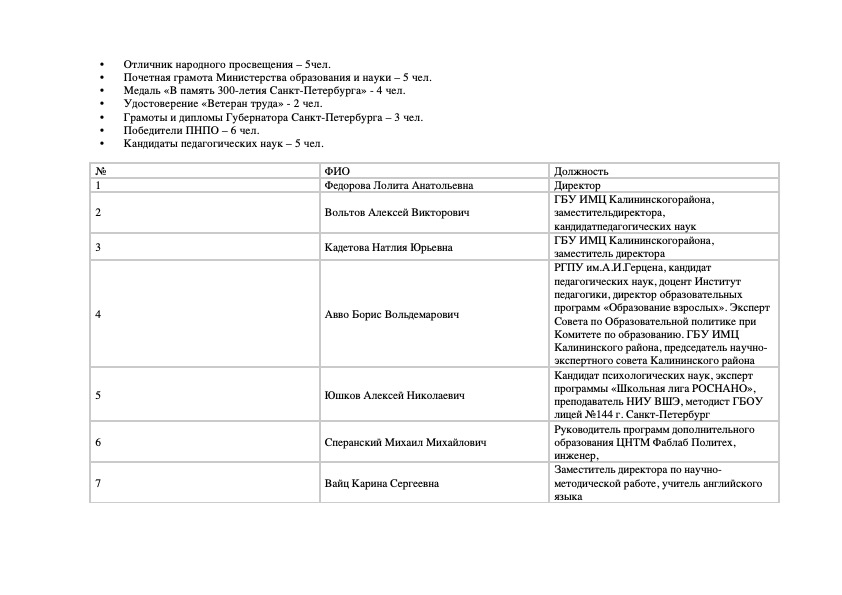 • Отличник народного просвещения – 5чел.
• Почетная грамота Министерства образования и науки – 5 чел.
• Медаль «В память 300-летия Санкт-Петербурга» - 4 чел.
• Удостоверение «Ветеран труда» - 2 чел.
• Грамоты и дипломы Губернатора Санкт-Петербурга – 3 чел.
• Победители ПНПО – 6 чел.
• Кандидаты педагогических наук – 5 чел.
№ ФИО Должность
1 Федорова Лолита Анатольевна Директор
2 Вольтов Алексей Викторович ГБУ ИМЦ Калининскогорайона,
заместительдиректора,
кандидатпедагогических наук
3 Кадетова Натлия Юрьевна ГБУ ИМЦ Калининскогорайона,
заместитель директора
4 Авво Борис Вольдемарович РГПУ им.А.И.Герцена, кандидат
педагогических наук, доцент Институт
педагогики, директор образовательных
программ «Образование взрослых». Эксперт
Совета по Образовательной политике при
Комитете по образованию. ГБУ ИМЦ
Калининского района, председатель научно-
экспертного совета Калининского района
5 Юшков Алексей Николаевич Кандидат психологических наук, эксперт
программы «Школьная лига РОСНАНО»,
преподаватель НИУ ВШЭ, методист ГБОУ
лицей №144 г. Санкт-Петербург
6 Сперанский Михаил Михайлович Руководитель программ дополнительного
образования ЦНТМ Фаблаб Политех,
инженер,
7 Вайц Карина Сергеевна Заместитель директора по научно-
методической работе, учитель английского
языка